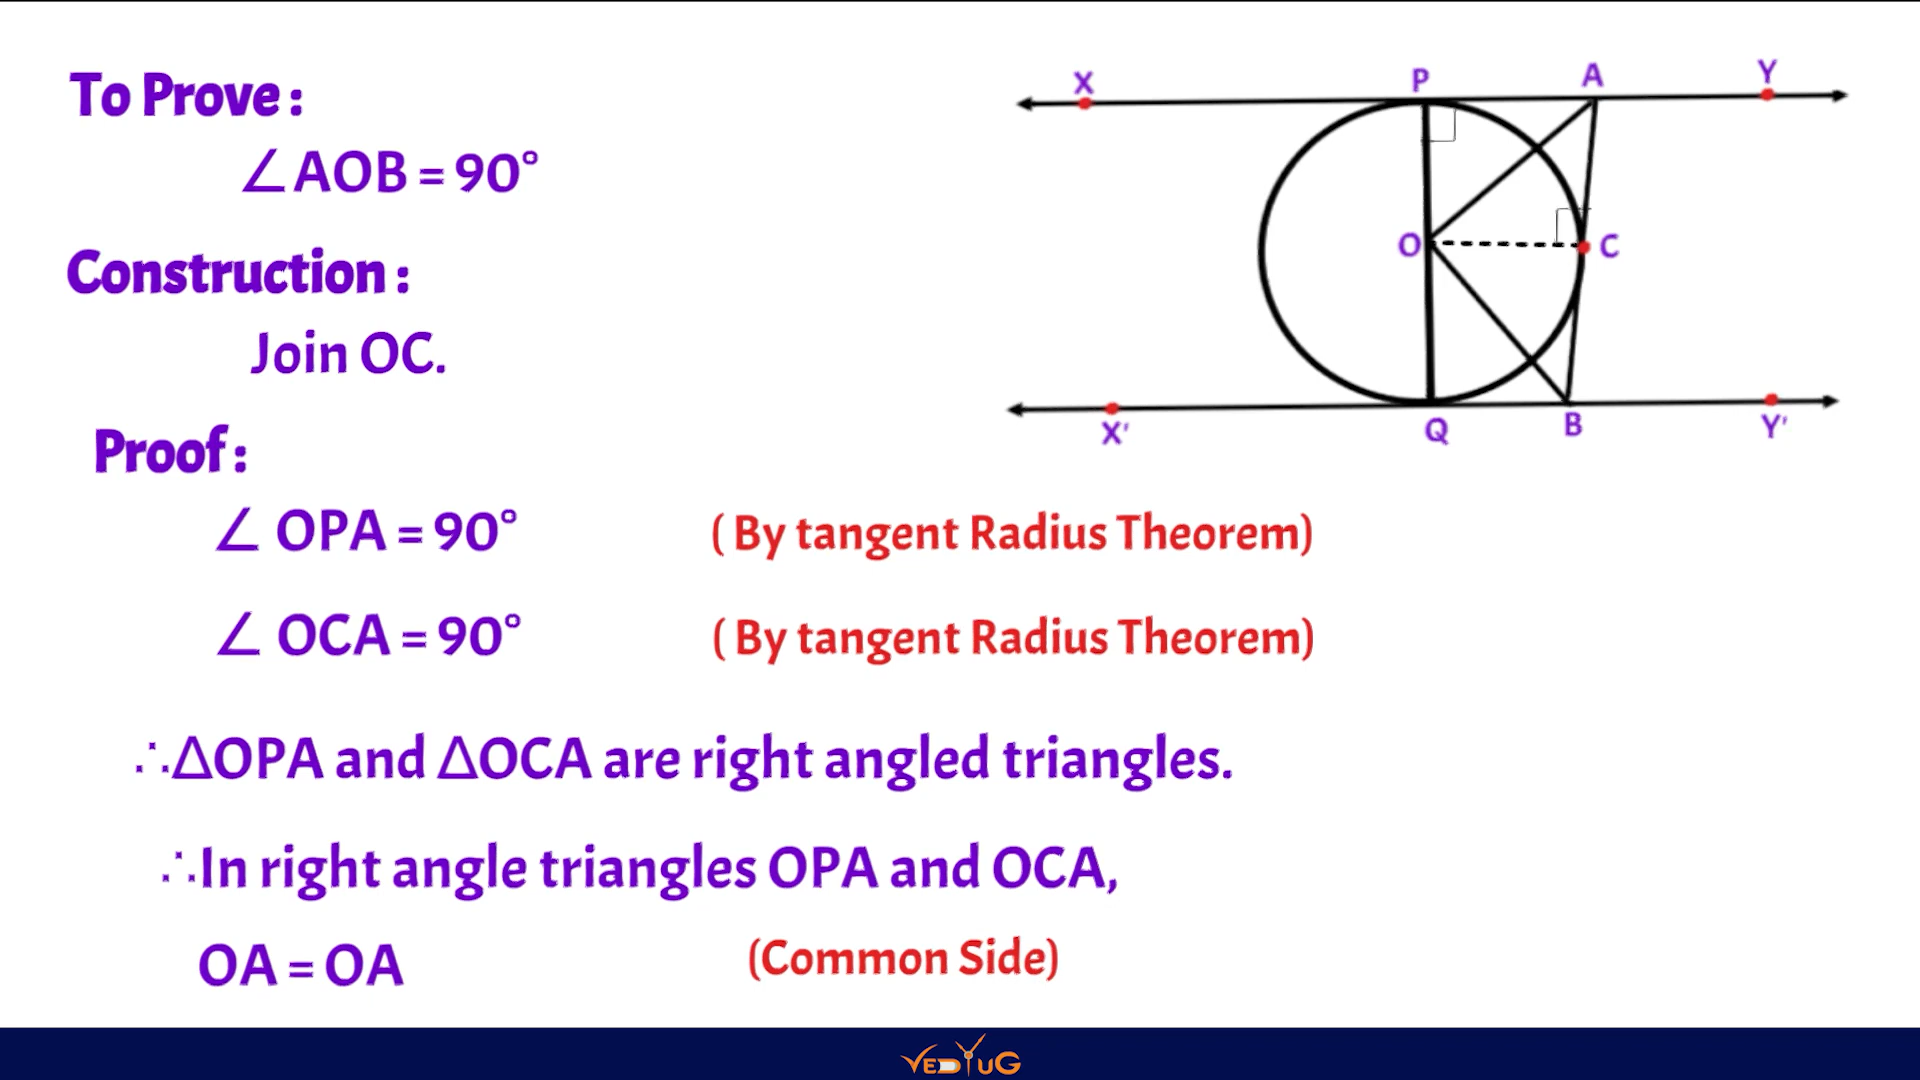 To Prove :
∠AOB = 90°
Construction :
Join OC.
Proof :
∠ OPA = 90° ( By tangent Radius Theorem)
∠ OCA = 90° ( By tangent Radius Theorem)
∴ΔOPA and ΔOCA are right angled triangles.
∴In right angle triangles OPA and OCA,
OA = OA (Common Side)
X P A Y
O C
X' Q B Y'
VEDYUG